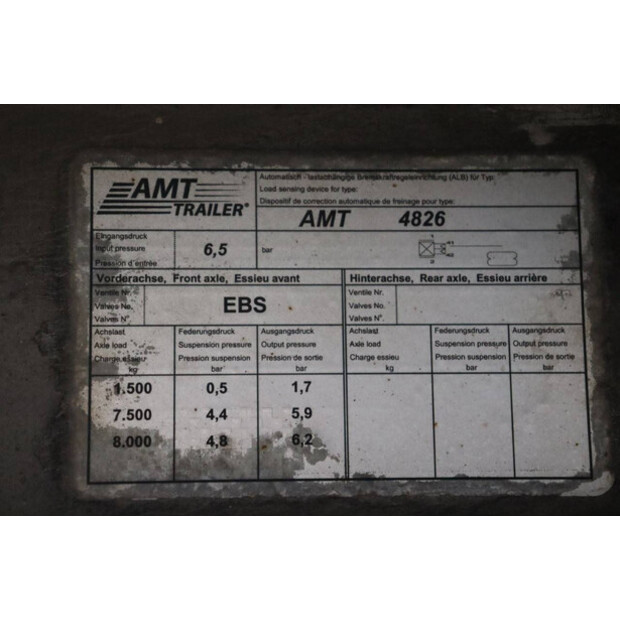 AMT
TRAILER®
Automatisch - lastabhängige Bremskraftregeleinrichtung (ALB) für Typ:
Load sensing device for type:
Dispositif de correction automatique de freinage pour type:
AMT 4826
Eingangsdruck
Input pressure
Pression d'entrée
6,5 bar
Vorderachse, Front axle, Essieu avant
Hinterachse, Rear axle, Essieu arrière
Ventile Nr.
Valves No.
Valves N°.
EBS
Ventile Nr.
Valves No.
Valves N°.
Achslast Federungsdruck Ausgangsdruck Achslast Federungsdruck Ausgangsdruck
Axle load Suspension pressure Output pressure Axle load Suspension pressure Output pressure
Charge essieu Pression suspension Pression de sortie Charge essieu Pression suspension Pression de sortie
kg bar bar kg bar bar
1.500 0,5 1,7
7.500 4,4 5,9
8.000 4,8 6,2